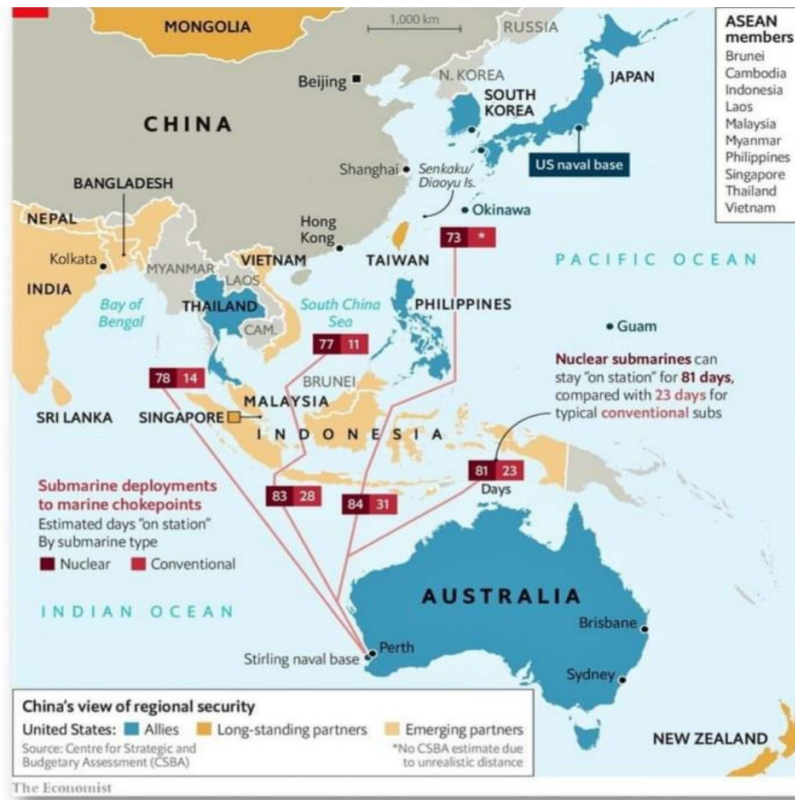 MONGOLIA
1,000 km
RUSSIA
ASEAN
members
Brunei
Cambodia
Indonesia
Laos
Malaysia
Myanmar
Philippines
Singapore
Thailand
Vietnam
Beijing
N. KOREA
SOUTH
KOREA
JAPAN
CHINA
US naval base
Shanghai
Senkaku/
Diaoyu Is.
BANGLADESH
Okinawa
NEPAL
Hong
Kong
73 *
Kolkata
MYANMAR
VIETNAM
TAIWAN
PACIFIC OCEAN
INDIA
LAOS
Bay of
Bengal
THAILAND
South China
Sea
PHILIPPINES
CAM.
Guam
77 11
Nuclear submarines can
stay "on station" for 81 days,
compared with 23 days for
typical conventional subs
78 14
BRUNEI
MALAYSIA
SRI LANKA
SINGAPORE
INDONESIA
81 23
Days
Submarine deployments
to marine chokepoints
Estimated days "on station"
By submarine type
Nuclear Conventional
83 28
84 31
AUSTRALIA
INDIAN OCEAN
Brisbane
Perth
Stirling naval base
Sydney
China's view of regional security
United States: Allies Long-standing partners Emerging partners
Source: Centre for Strategic and
Budgetary Assessment (CSBA)
*No CSBA estimate due
to unrealistic distance
NEW ZEALAND
The Economist